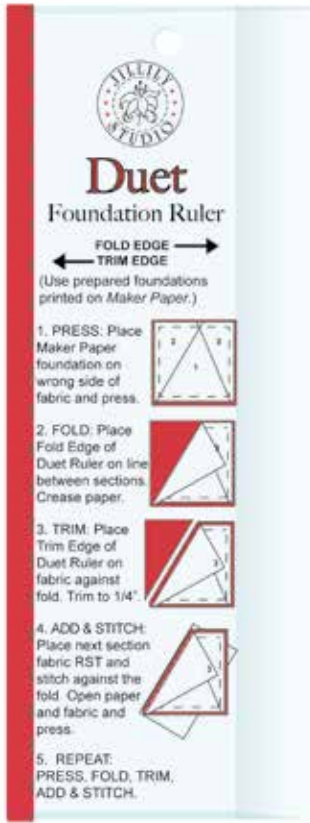 JILLILY
STUDIO
Duet
Foundation Ruler
FOLD EDGE
TRIM EDGE
(Use prepared foundations
printed on Maker Paper.)
1. PRESS: Place
Maker Paper
foundation on
wrong side of
fabric and press.
2. FOLD: Place
Fold Edge of
Duet Ruler on line
between sections.
Crease paper.
3. TRIM: Place
Trim Edge of
Duet Ruler on
fabric against
fold. Trim to 1/4".
4. ADD & STITCH:
Place next section
fabric RST and
stitch against the
fold. Open paper
and fabric and
press.
5. REPEAT:
PRESS, FOLD, TRIM,
ADD & STITCH.